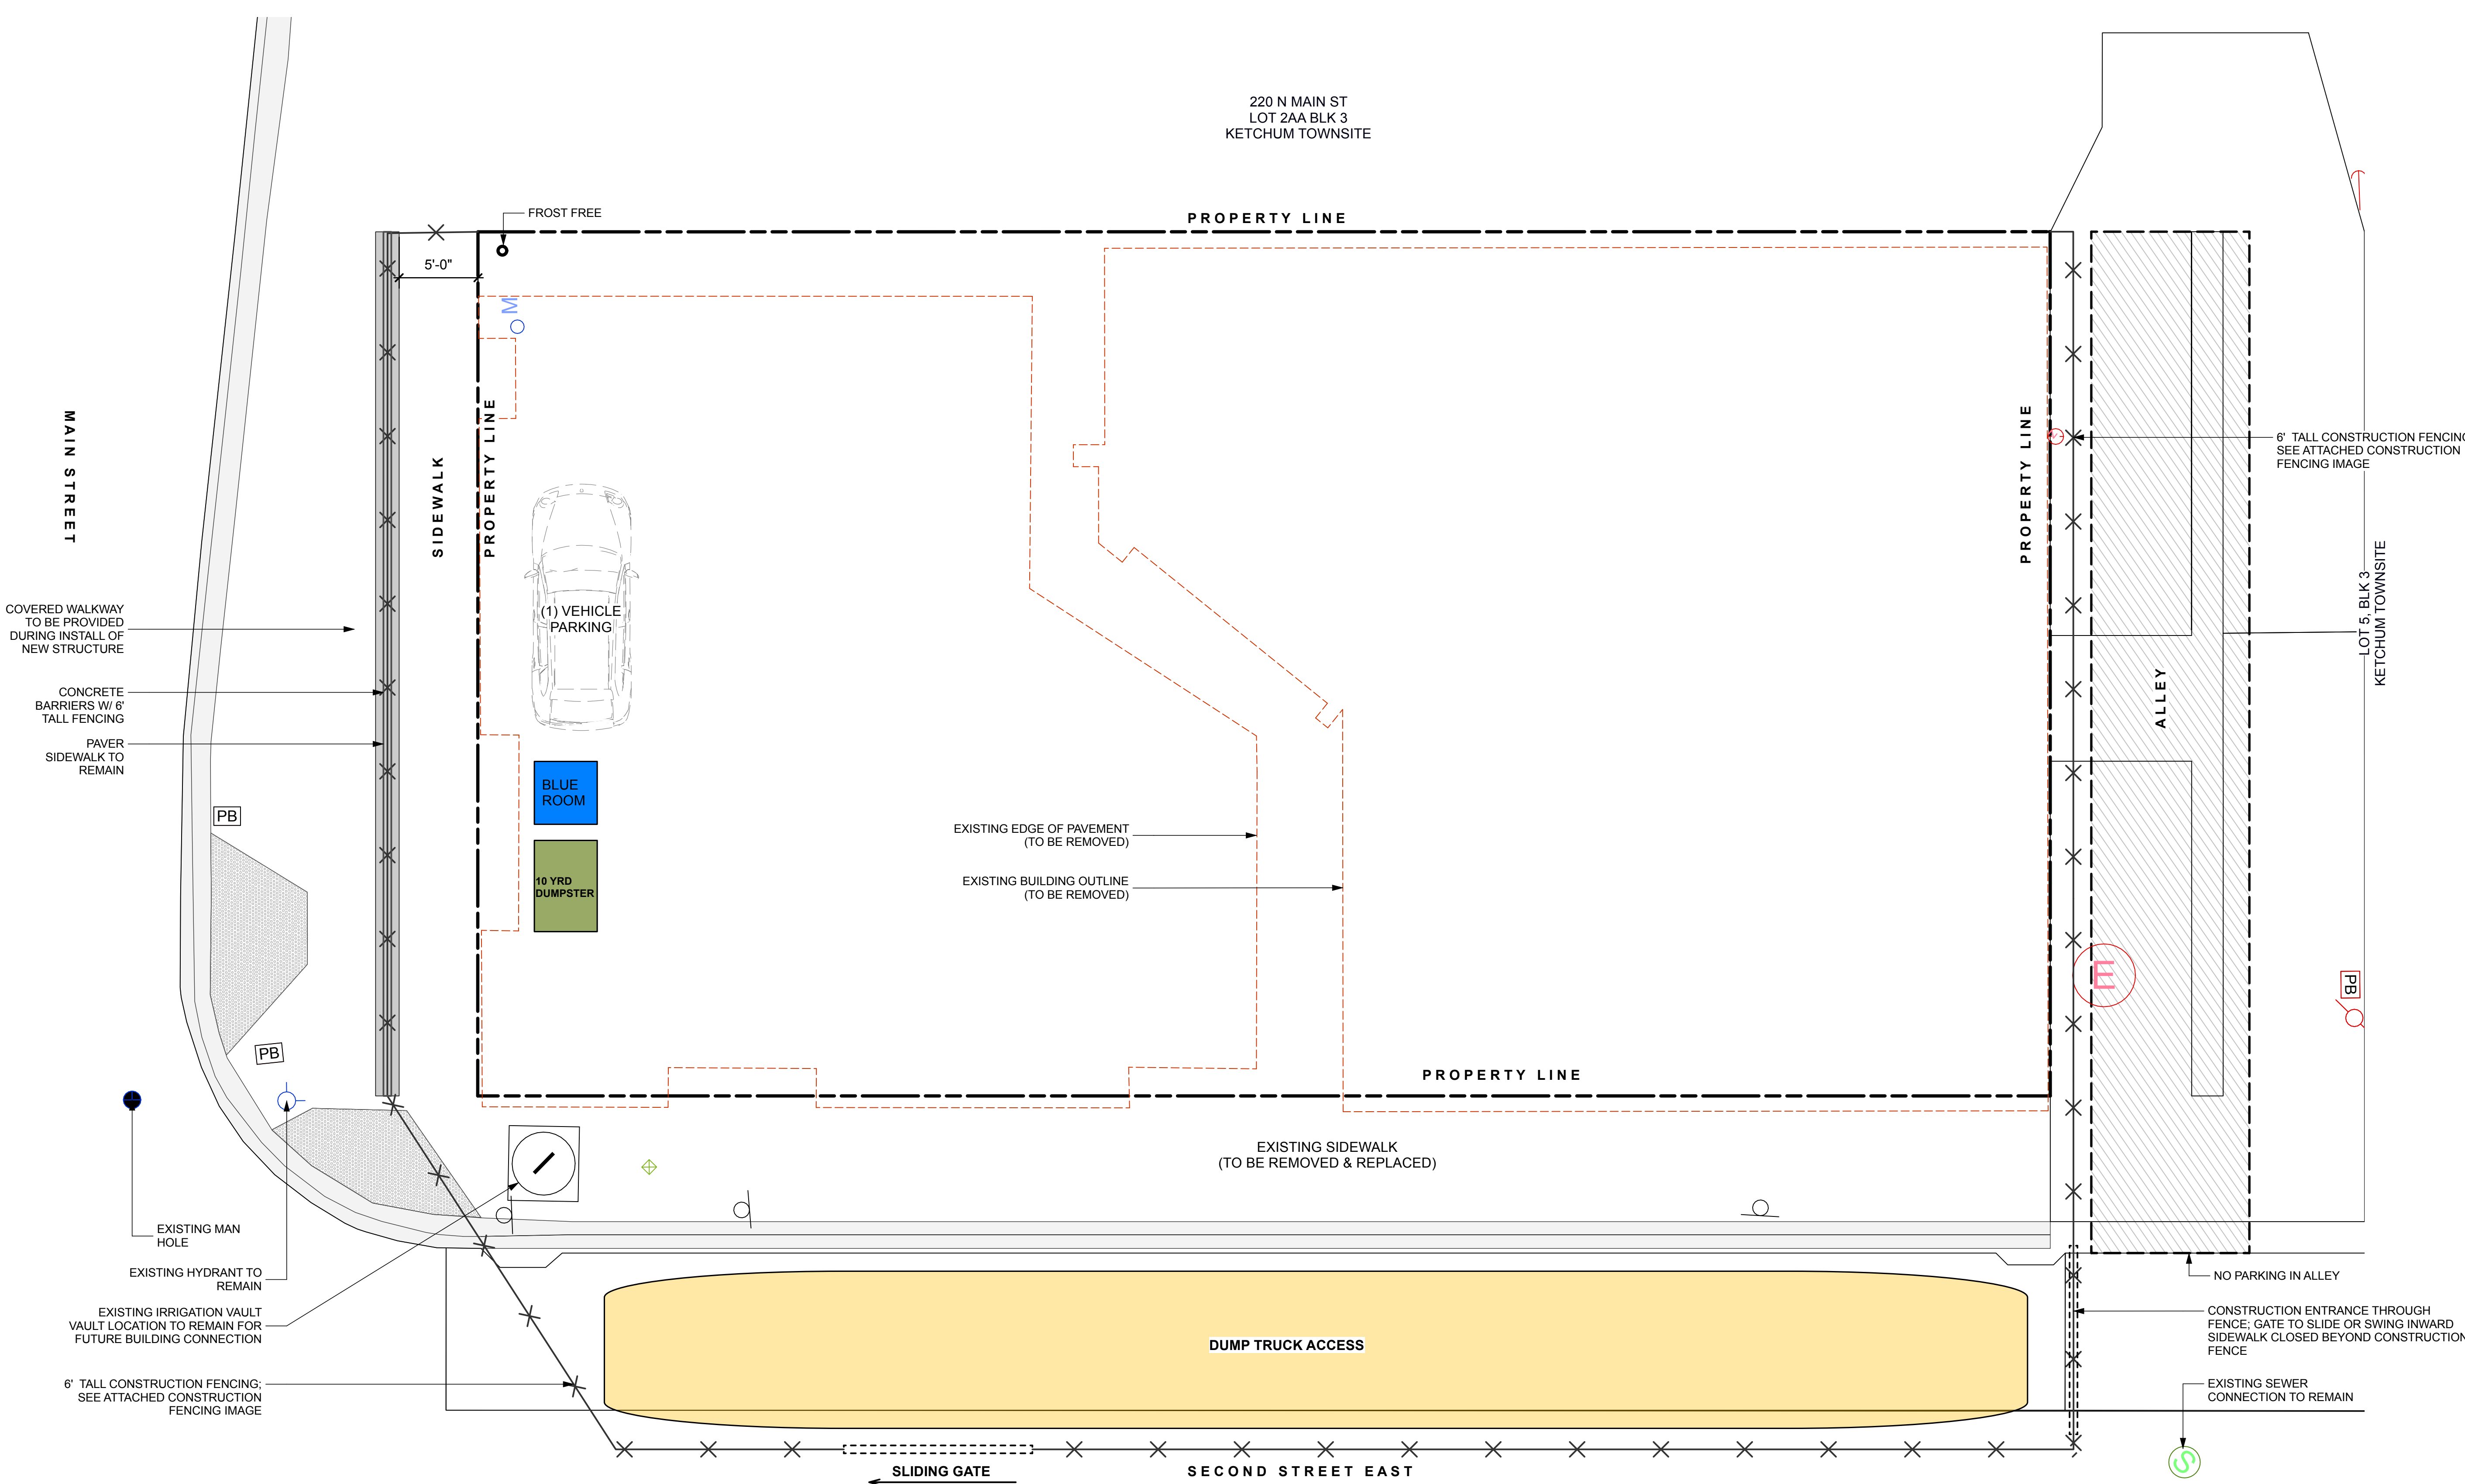 220 N MAIN ST
LOT 2AA BLK 3
KETCHUM TOWNSITE
FROST FREE
PROPERTY LINE
5'-0"
M
MAIN STREET
SIDEWALK
PROPERTY LINE
PROPERTY LINE
6' TALL CONSTRUCTION FENCING
SEE ATTACHED CONSTRUCTION
FENCING IMAGE
LOT 5, BLK 3
KETCHUM TOWNSITE
COVERED WALKWAY
TO BE PROVIDED
DURING INSTALL OF
NEW STRUCTURE
(1) VEHICLE
PARKING
CONCRETE
BARRIERS W/ 6'
TALL FENCING
ALLEY
PAVER
SIDEWALK TO
REMAIN
BLUE
ROOM
PB
EXISTING EDGE OF PAVEMENT
(TO BE REMOVED)
10 YRD
DUMPSTER
EXISTING BUILDING OUTLINE
(TO BE REMOVED)
E
PB
PB
PROPERTY LINE
EXISTING SIDEWALK
(TO BE REMOVED & REPLACED)
EXISTING MAN
HOLE
EXISTING HYDRANT TO
REMAIN
NO PARKING IN ALLEY
EXISTING IRRIGATION VAULT
VAULT LOCATION TO REMAIN FOR
FUTURE BUILDING CONNECTION
CONSTRUCTION ENTRANCE THROUGH
FENCE; GATE TO SLIDE OR SWING INWARD
SIDEWALK CLOSED BEYOND CONSTRUCTION
FENCE
DUMP TRUCK ACCESS
6' TALL CONSTRUCTION FENCING;
SEE ATTACHED CONSTRUCTION
FENCING IMAGE
EXISTING SEWER
CONNECTION TO REMAIN
S
SLIDING GATE
SECOND STREET EAST